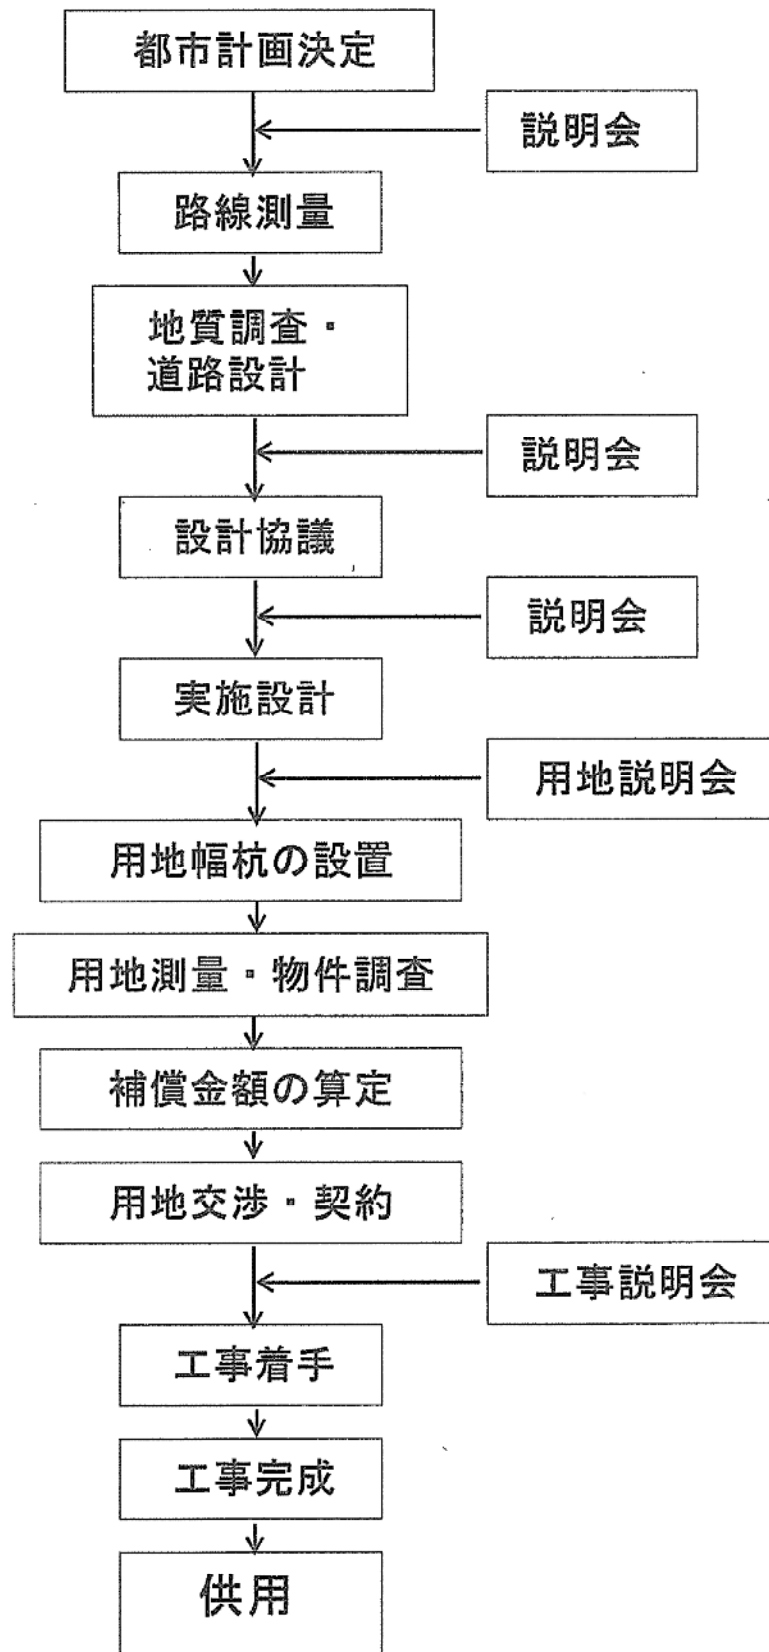 都市計画決定
説明会
路線測量
地質調査・
道路設計
説明会
設計協議
説明会
実施設計
用地説明会
用地幅杭の設置
用地測量・物件調査
補償金額の算定
用地交渉・契約
工事説明会
工事着手
工事完成
供用